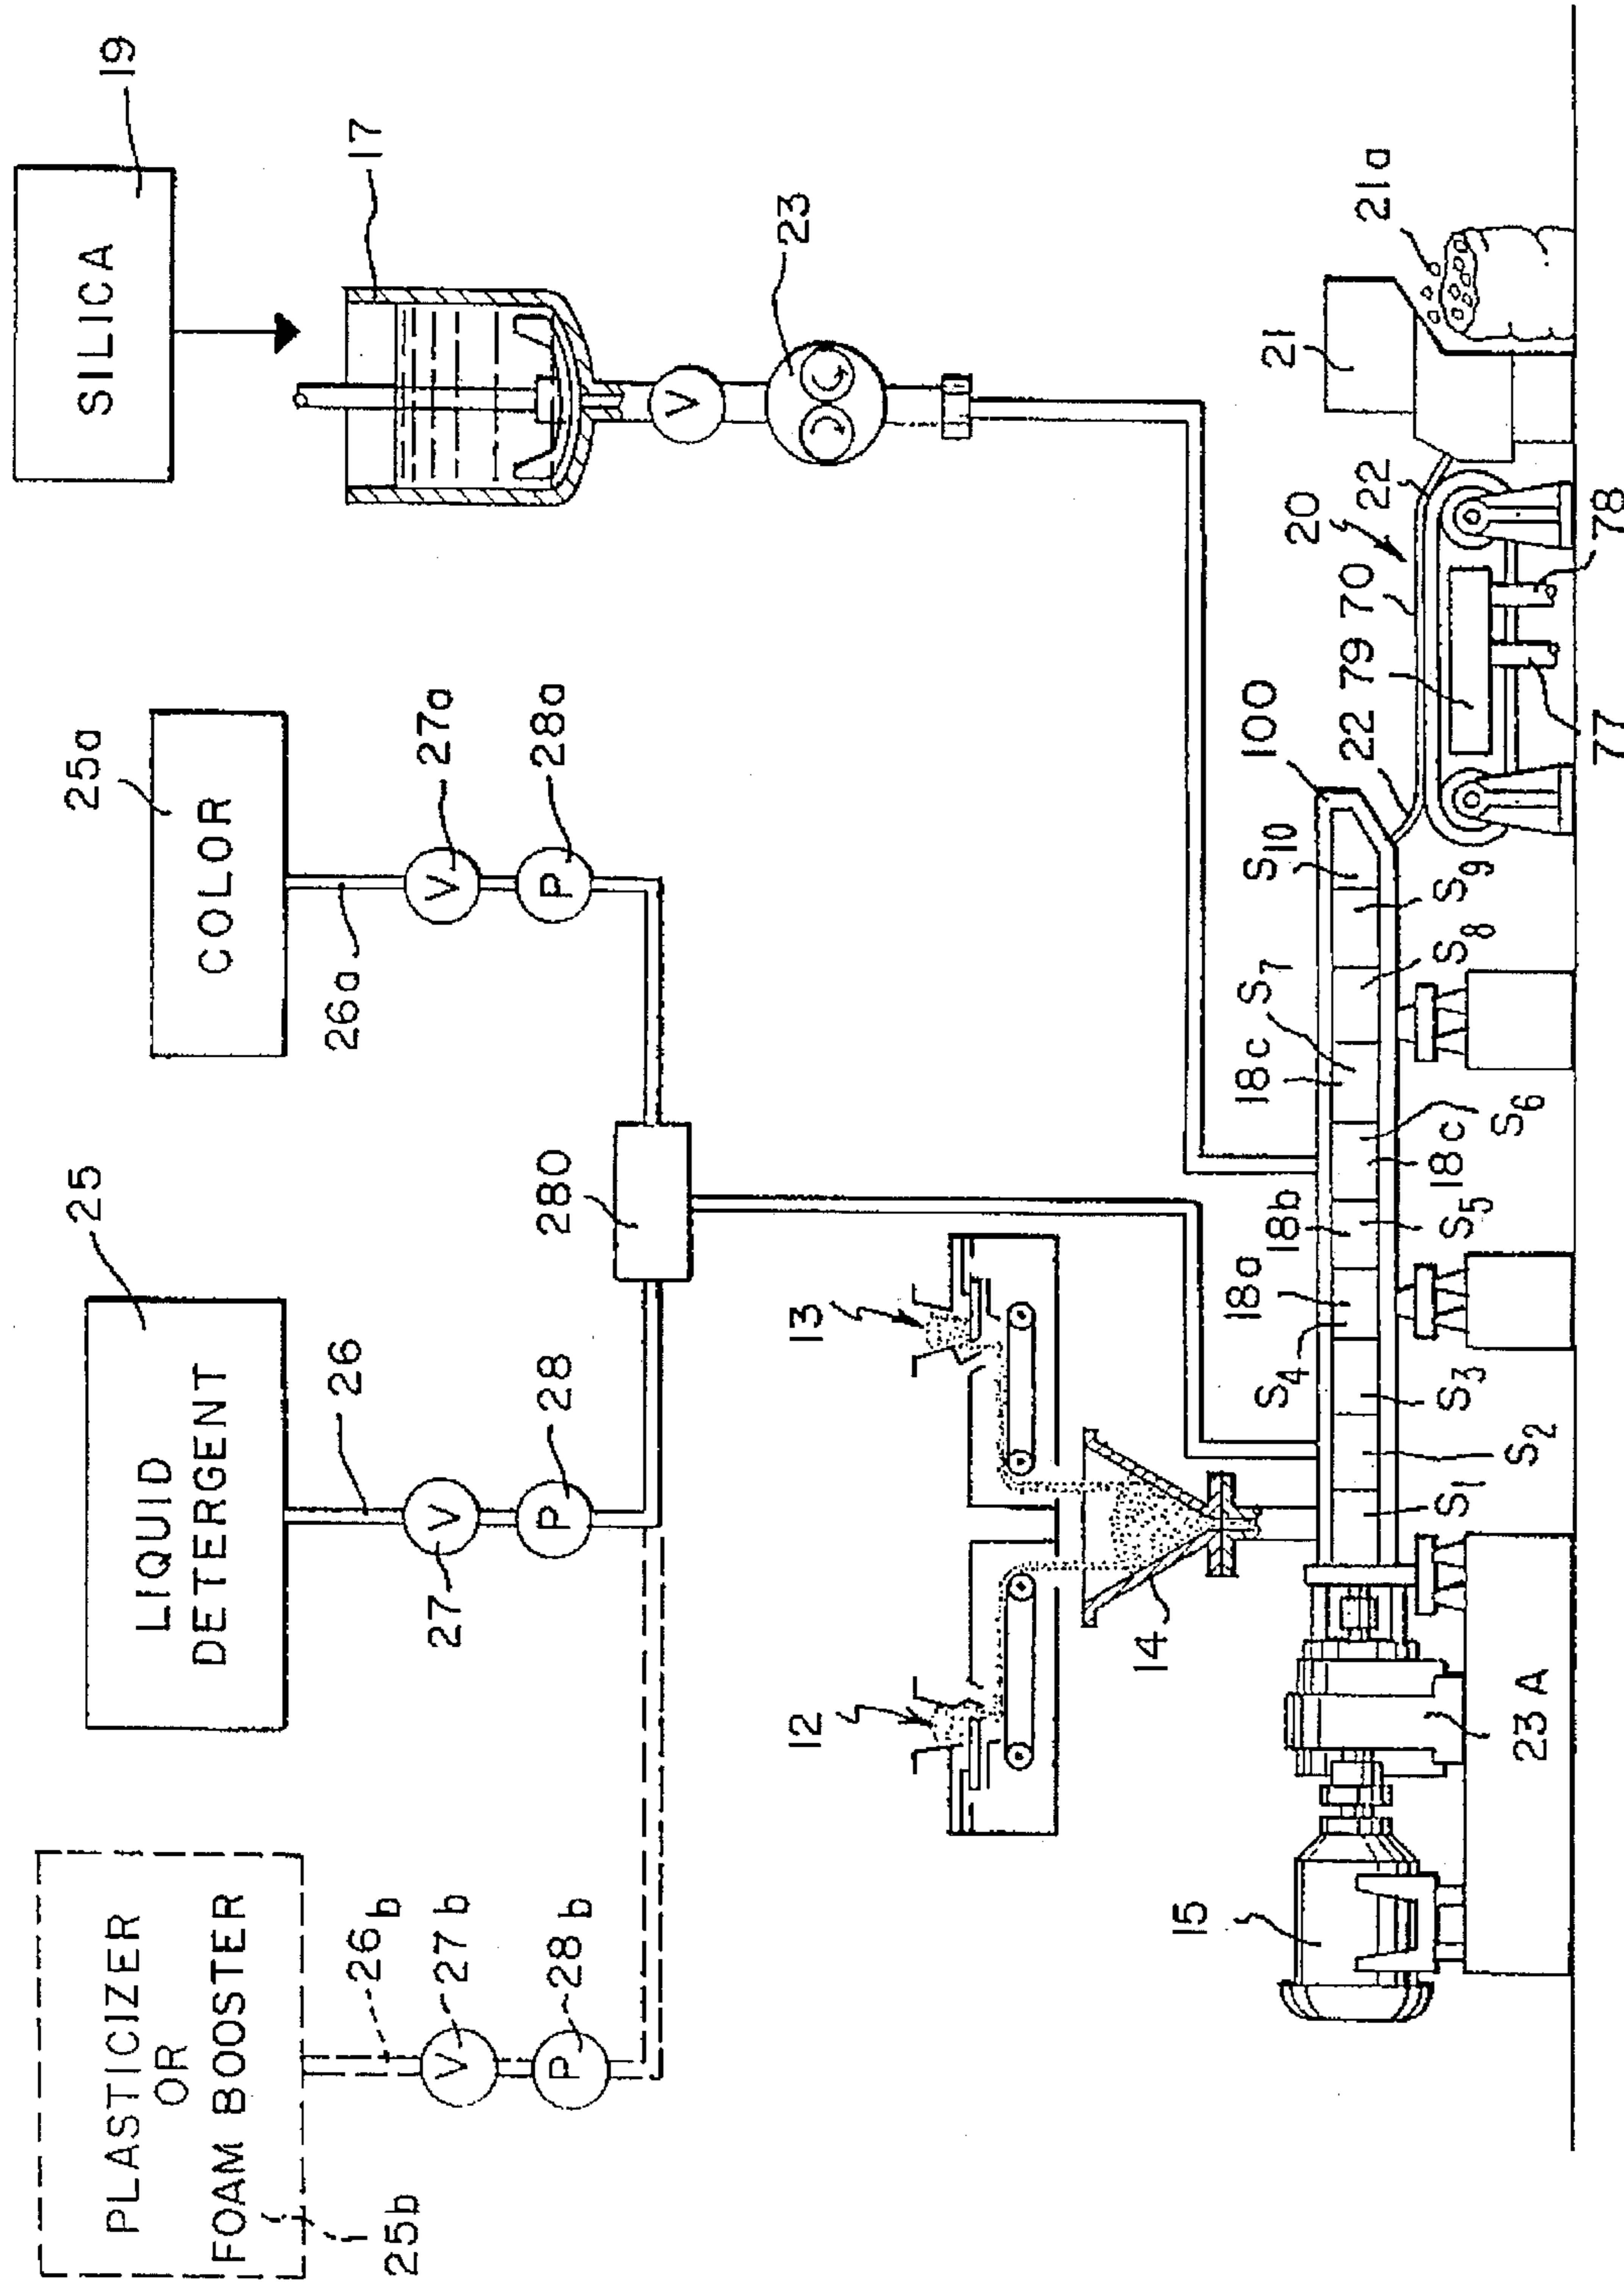 PLASTICIZER
OR
FOAM BOOSTER
25b
26b
27b
V
P
28b
LIQUID
DETERGENT
25
26
V
27
P
28
COLOR
25a
26a
V
27a
P
28a
280
SILICA
19
17
V
23
12
13
14
15
23A
S1
S2
S3
S4
18a
18b
S5
18c
S6
18c
S7
S8
S9
S10
100
22
79
70
20
22
77
78
21
21a